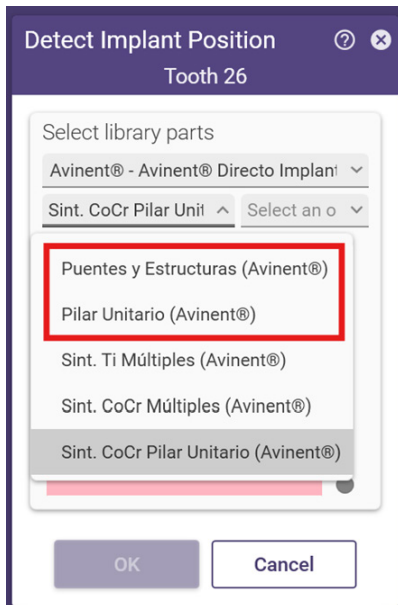 Detect Implant Position
Tooth 26
Select library parts
Avinent® - Avinent® Directo Implant
Sint. CoCr Pilar Unit Select an o
Puentes y Estructuras (Avinent®)
Pilar Unitario (Avinent®)
Sint. Ti Múltiples (Avinent®)
Sint. CoCr Múltiples (Avinent®)
Sint. CoCr Pilar Unitario (Avinent®)
OK Cancel